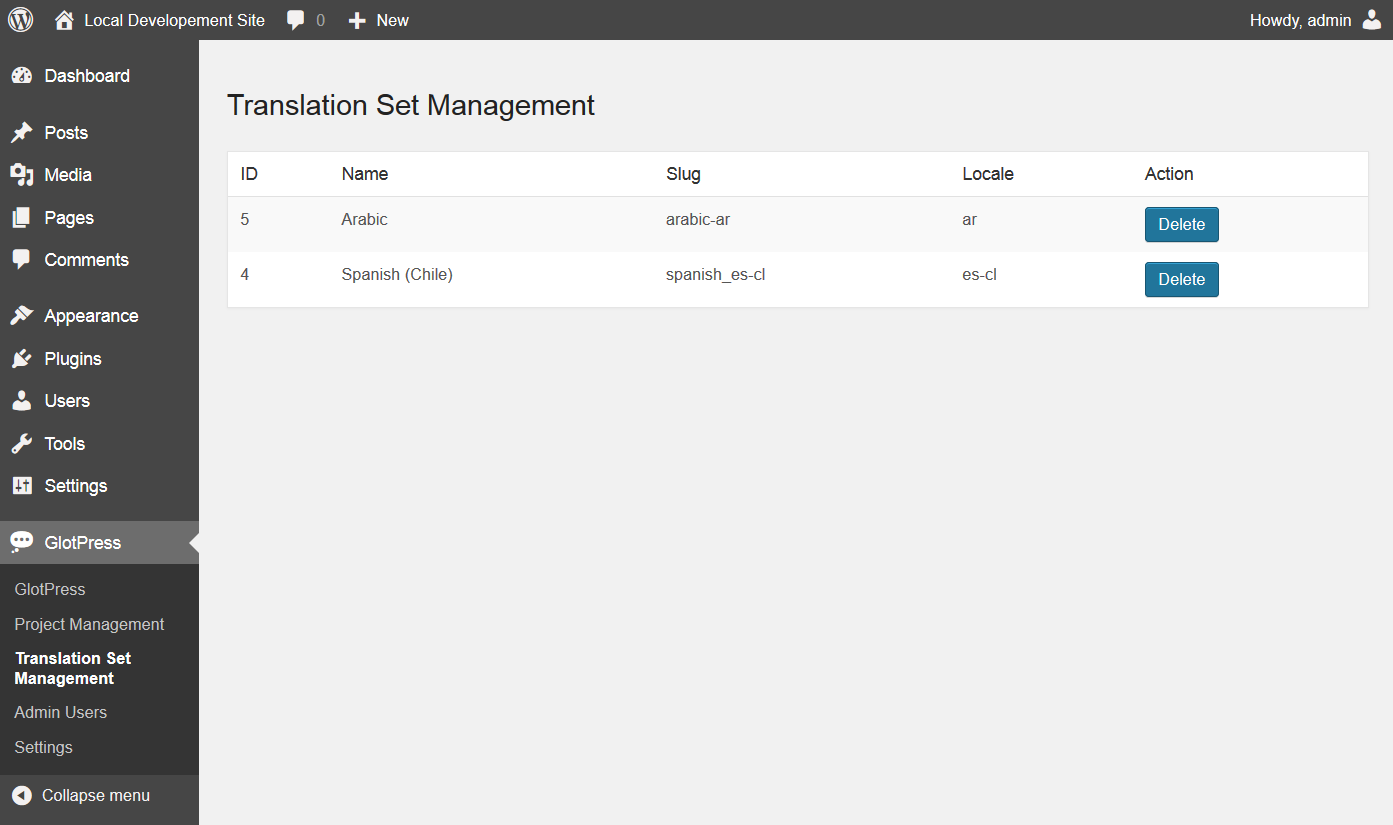 Local Developement Site 0 New Howdy, admin
Dashboard
Posts
Media
Pages
Comments
Appearance
Plugins
Users
Tools
Settings
GlotPress
GlotPress
Project Management
Translation Set
Management
Admin Users
Settings
Collapse menu
Translation Set Management
ID Name Slug Locale Action
5 Arabic arabic-ar ar Delete
4 Spanish (Chile) spanish_es-cl es-cl Delete